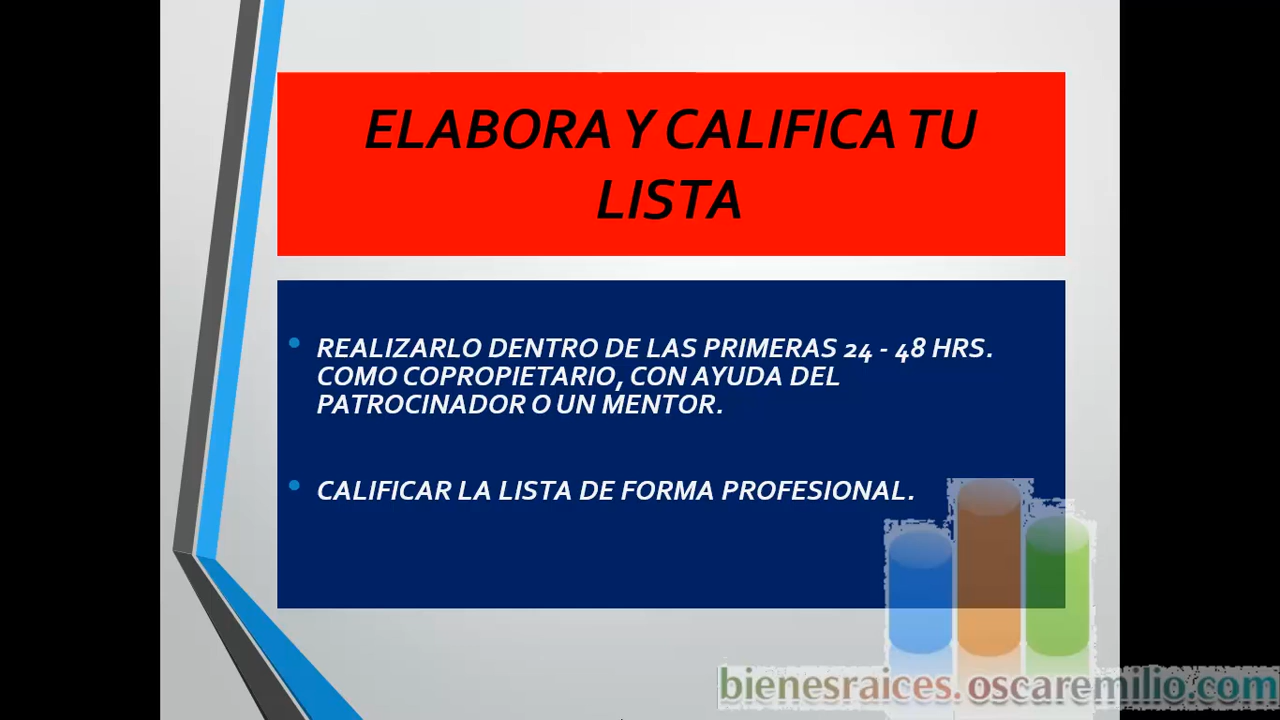 ELABORA Y CALIFICA TU
LISTA
• REALIZARLO DENTRO DE LAS PRIMERAS 24 - 48 HRS.
COMO COPROPIETARIO, CON AYUDA DEL
PATROCINADOR O UN MENTOR.
• CALIFICAR LA LISTA DE FORMA PROFESIONAL.
bienesraices.oscaremilio.com